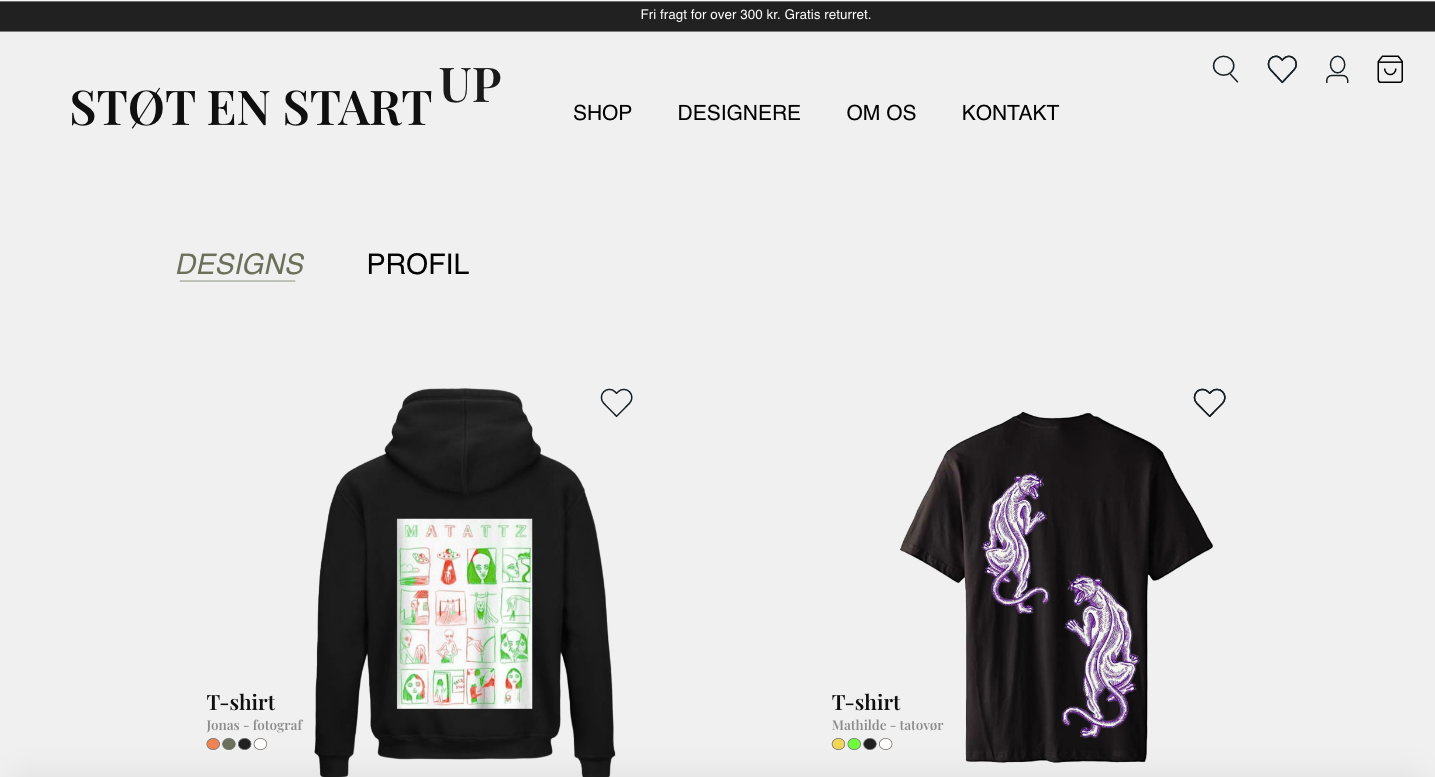 Fri fragt for over 300 kr. Gratis returret.
STØT EN START UP
SHOP DESIGNERE OM OS KONTAKT
DESIGNS PROFIL
MATATTZ
T-shirt
Jonas - fotograf
T-shirt
Mathilde - tatovør